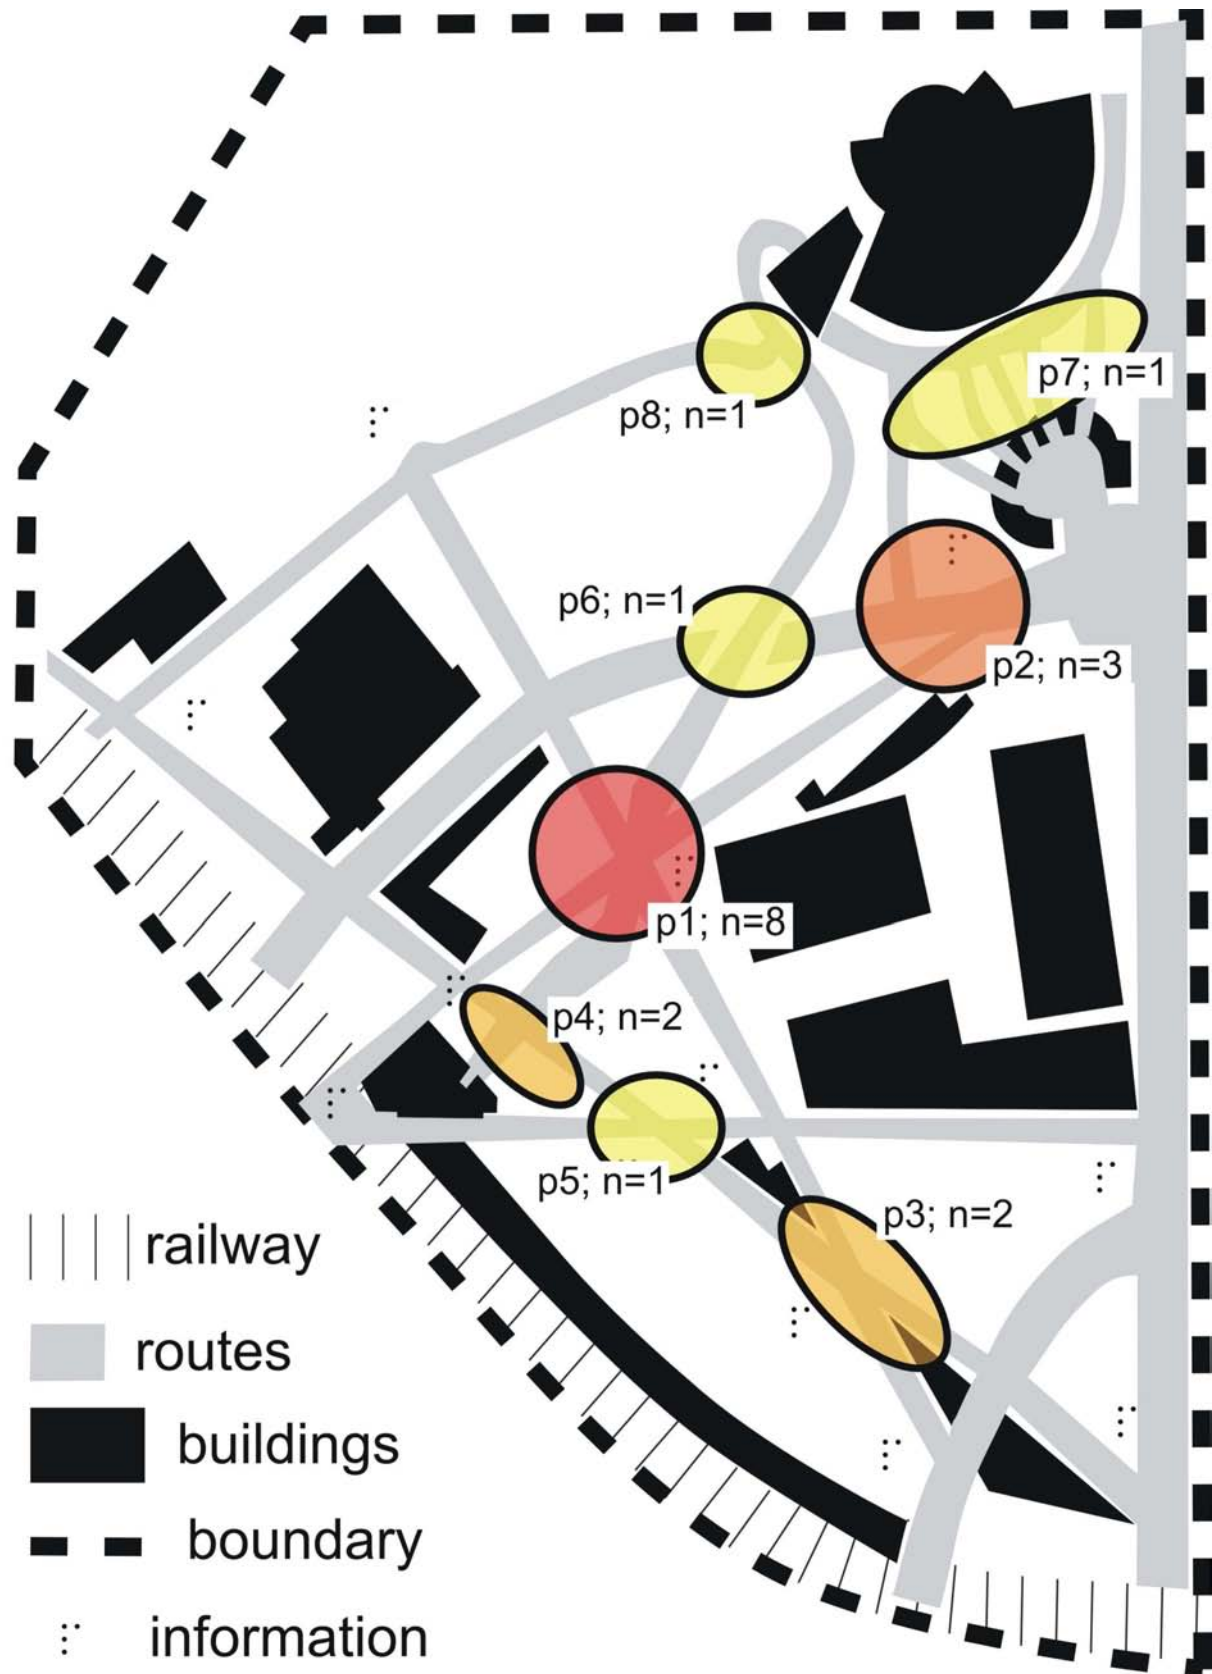 p7; n=1
p8; n=1
p6; n=1
p2; n=3
p1; n=8
p4; n=2
p5; n=1
p3; n=2
railway
routes
buildings
boundary
information